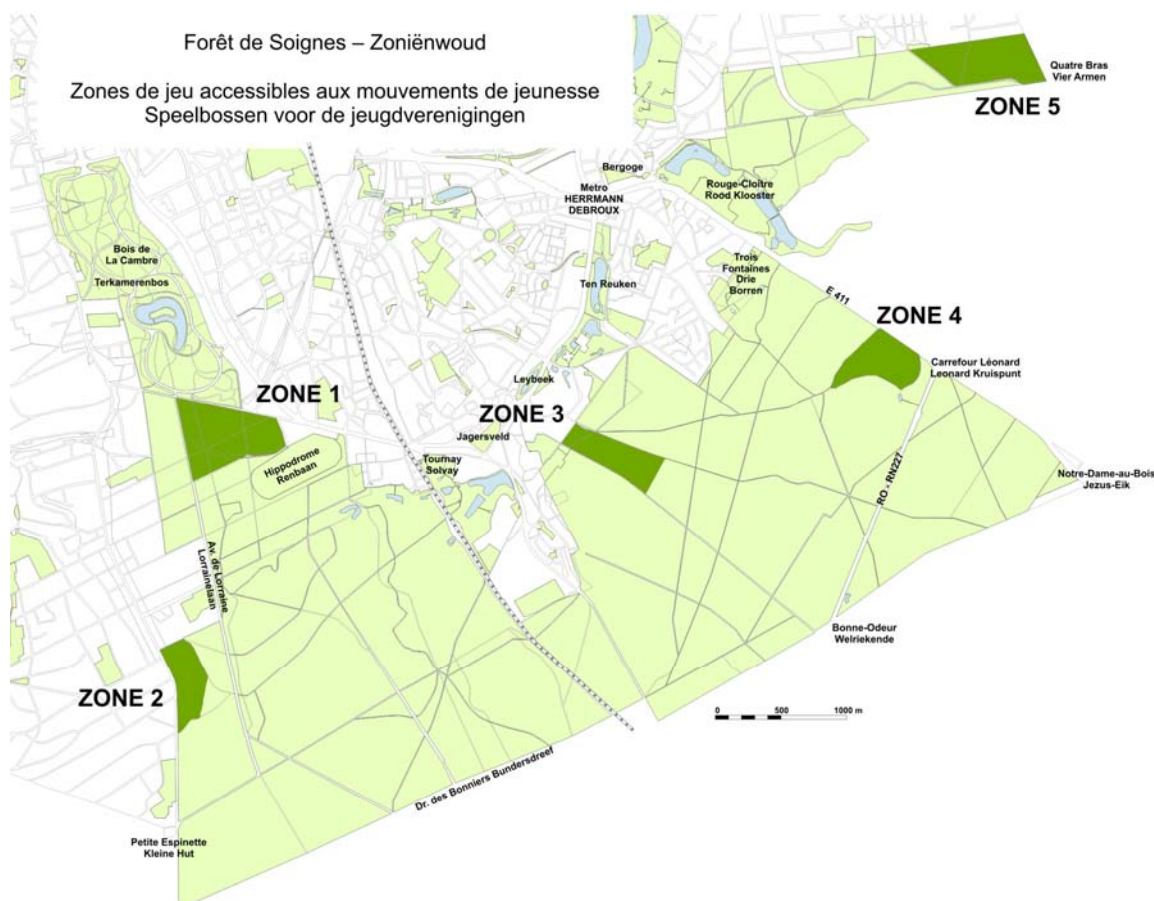 Forêt de Soignes – Zoniënwoud
Zones de jeu accessibles aux mouvements de jeunesse
Speelbossen voor de jeugdverenigingen
Quatre Bras
Vier Armen
ZONE 5
Bergoge
Metro
HERRMANN
DEBROUX
Rouge-Cloître
Rood Klooster
Bois de
La Cambre
Terkamerenbos
Ten Reuken
Trois
Fontaînes
Drie
Borren
E 411
ZONE 4
Carrefour Léonard
Leonard Kruispunt
Leybeek
ZONE 1
ZONE 3
Jagersveld
Hippodrome
Renbaan
Tournay
Solvay
Notre-Dame-au-Bois
Jezus-Eik
RO - RN227
Av. de Lorraine
Lorrainelaan
Bonne-Odeur
Welriekende
ZONE 2
0 500 1000 m
Dr. des Bonniers Bundersdreef
Petite Espinette
Kleine Hut